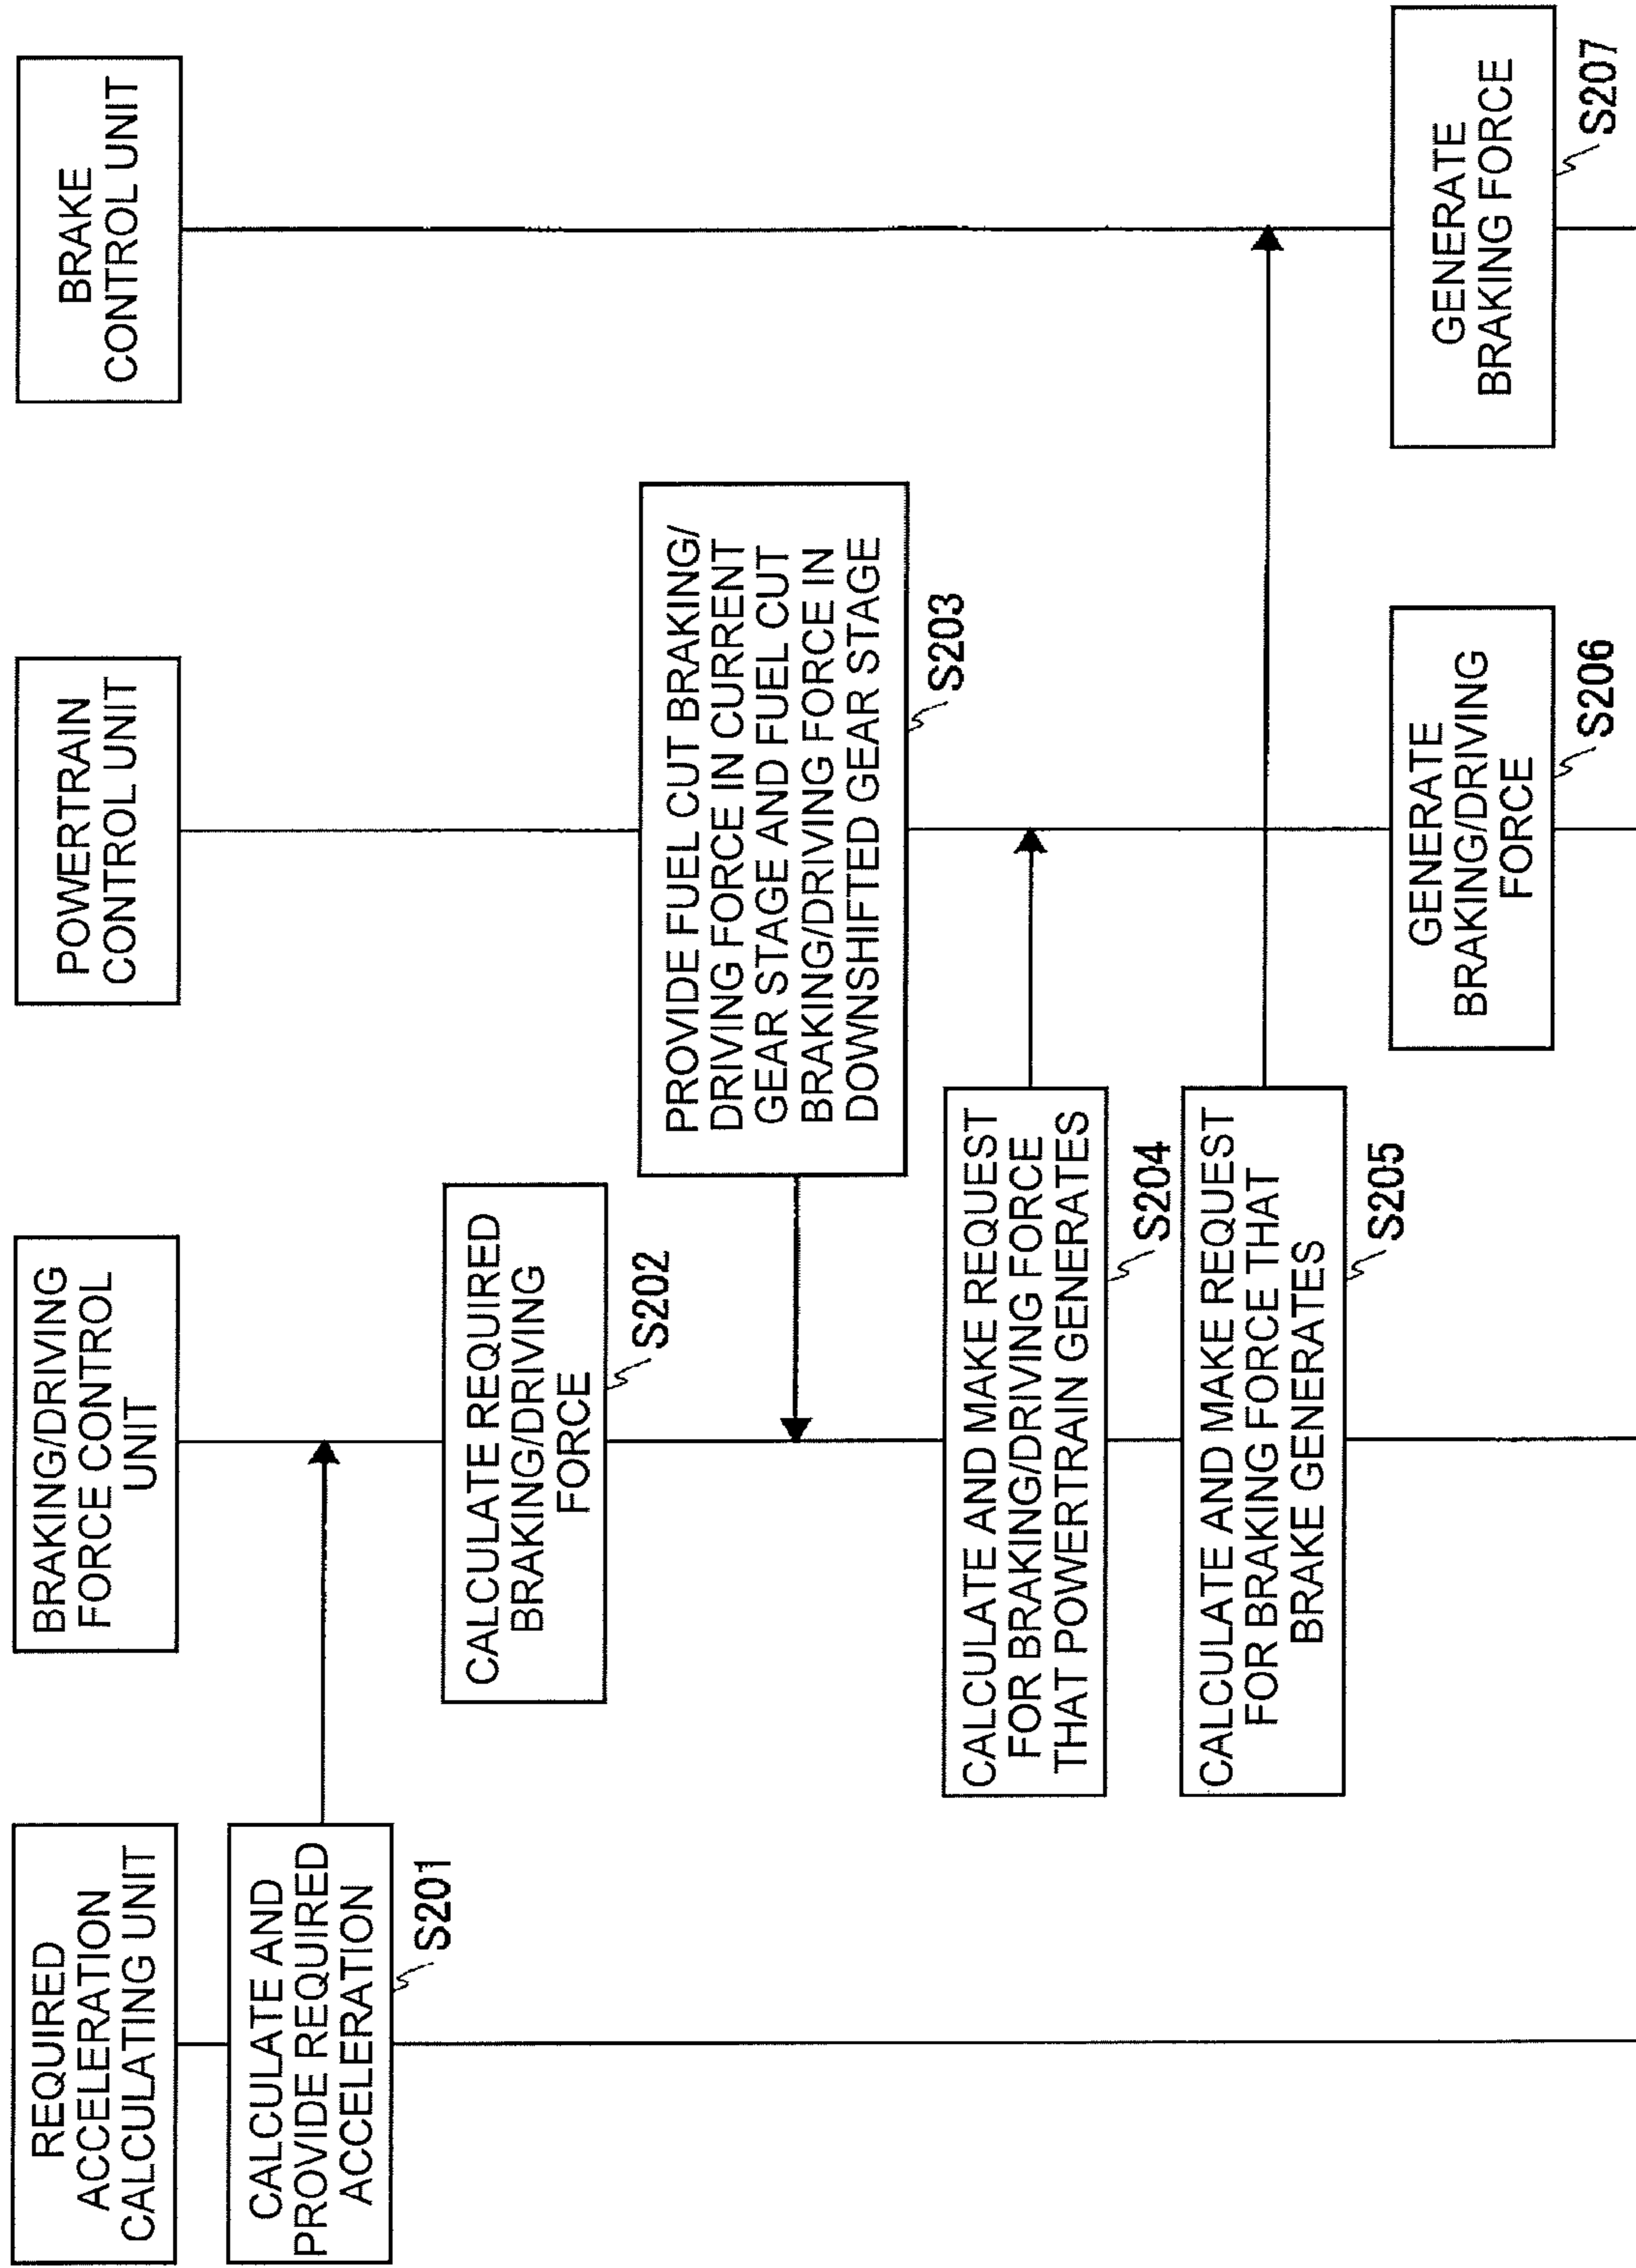 REQUIRED
ACCELERATION
CALCULATING UNIT
BRAKING/DRIVING
FORCE CONTROL
UNIT
POWERTRAIN
CONTROL UNIT
BRAKE
CONTROL UNIT
CALCULATE AND
PROVIDE REQUIRED
ACCELERATION
S201
CALCULATE REQUIRED
BRAKING/DRIVING
FORCE
S202
PROVIDE FUEL CUT BRAKING/
DRIVING FORCE IN CURRENT
GEAR STAGE AND FUEL CUT
BRAKING/DRIVING FORCE IN
DOWNSHIFTED GEAR STAGE
S203
CALCULATE AND MAKE REQUEST
FOR BRAKING/DRIVING FORCE
THAT POWERTRAIN GENERATES
S204
CALCULATE AND MAKE REQUEST
FOR BRAKING FORCE THAT
BRAKE GENERATES
S205
GENERATE
BRAKING/DRIVING
FORCE
S206
GENERATE
BRAKING FORCE
S207